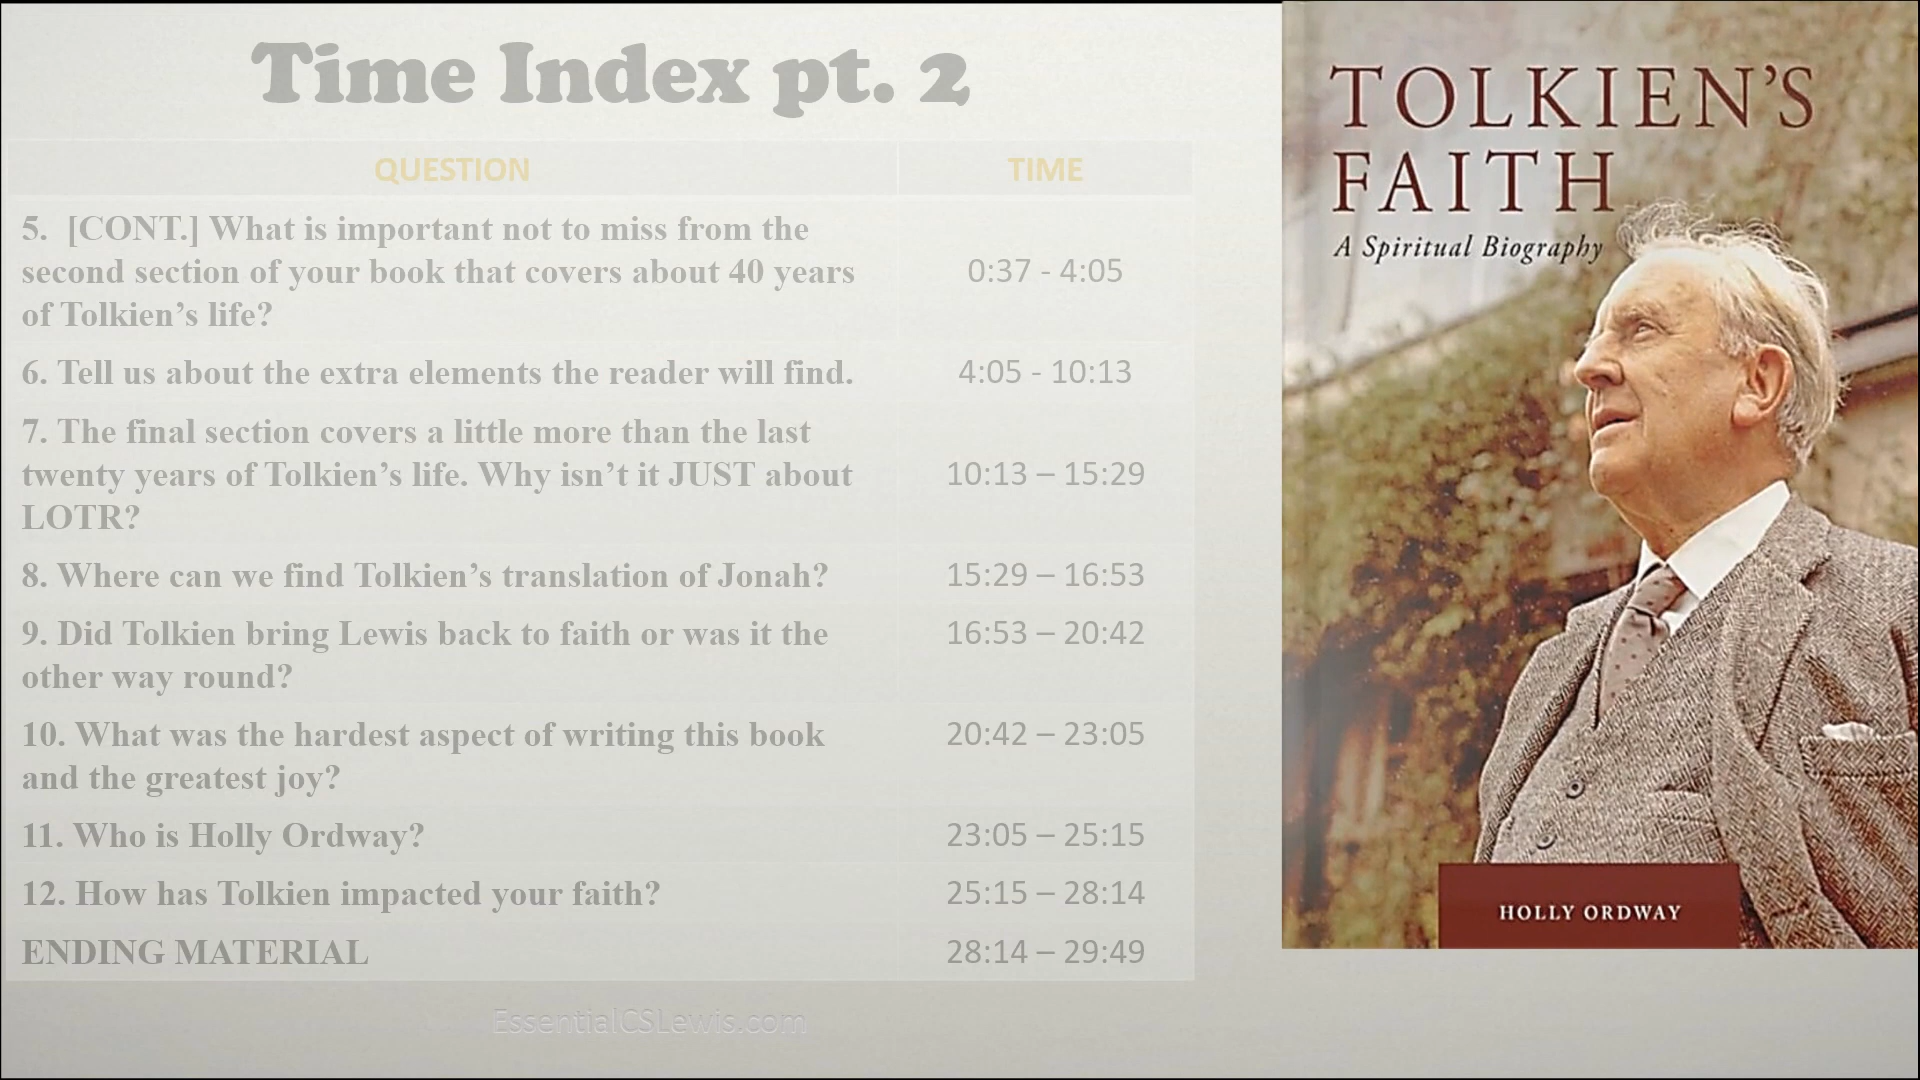 Time Index pt. 2
QUESTION TIME
5. [CONT.] What is important not to miss from the
second section of your book that covers about 40 years
of Tolkien’s life?
0:37 - 4:05
6. Tell us about the extra elements the reader will find.
4:05 - 10:13
7. The final section covers a little more than the last
twenty years of Tolkien’s life. Why isn’t it JUST about
LOTR?
10:13 – 15:29
8. Where can we find Tolkien’s translation of Jonah?
15:29 – 16:53
9. Did Tolkien bring Lewis back to faith or was it the
other way round?
16:53 – 20:42
10. What was the hardest aspect of writing this book
and the greatest joy?
20:42 – 23:05
11. Who is Holly Ordway?
23:05 – 25:15
12. How has Tolkien impacted your faith?
25:15 – 28:14
ENDING MATERIAL
28:14 – 29:49
EssentialCSLewis.com
TOLKIEN’S
FAITH
A Spiritual Biography
HOLLY ORDWAY